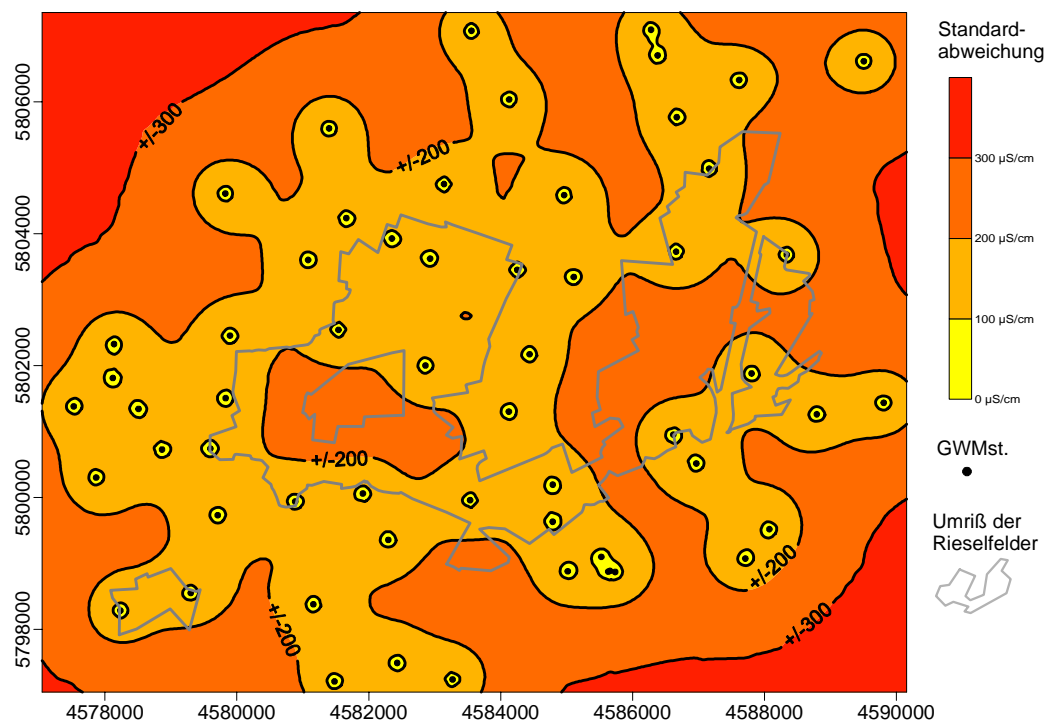 Standard-
abweichung
300 µS/cm
200 µS/cm
100 µS/cm
0 µS/cm
GWMst.
Umriß der
Rieselfelder
+/-300
+/-200
+/-200
+/-200
+/-200
+/-300
5806000
5804000
5802000
5800000
5798000
4578000 4580000 4582000 4584000 4586000 4588000 4590000